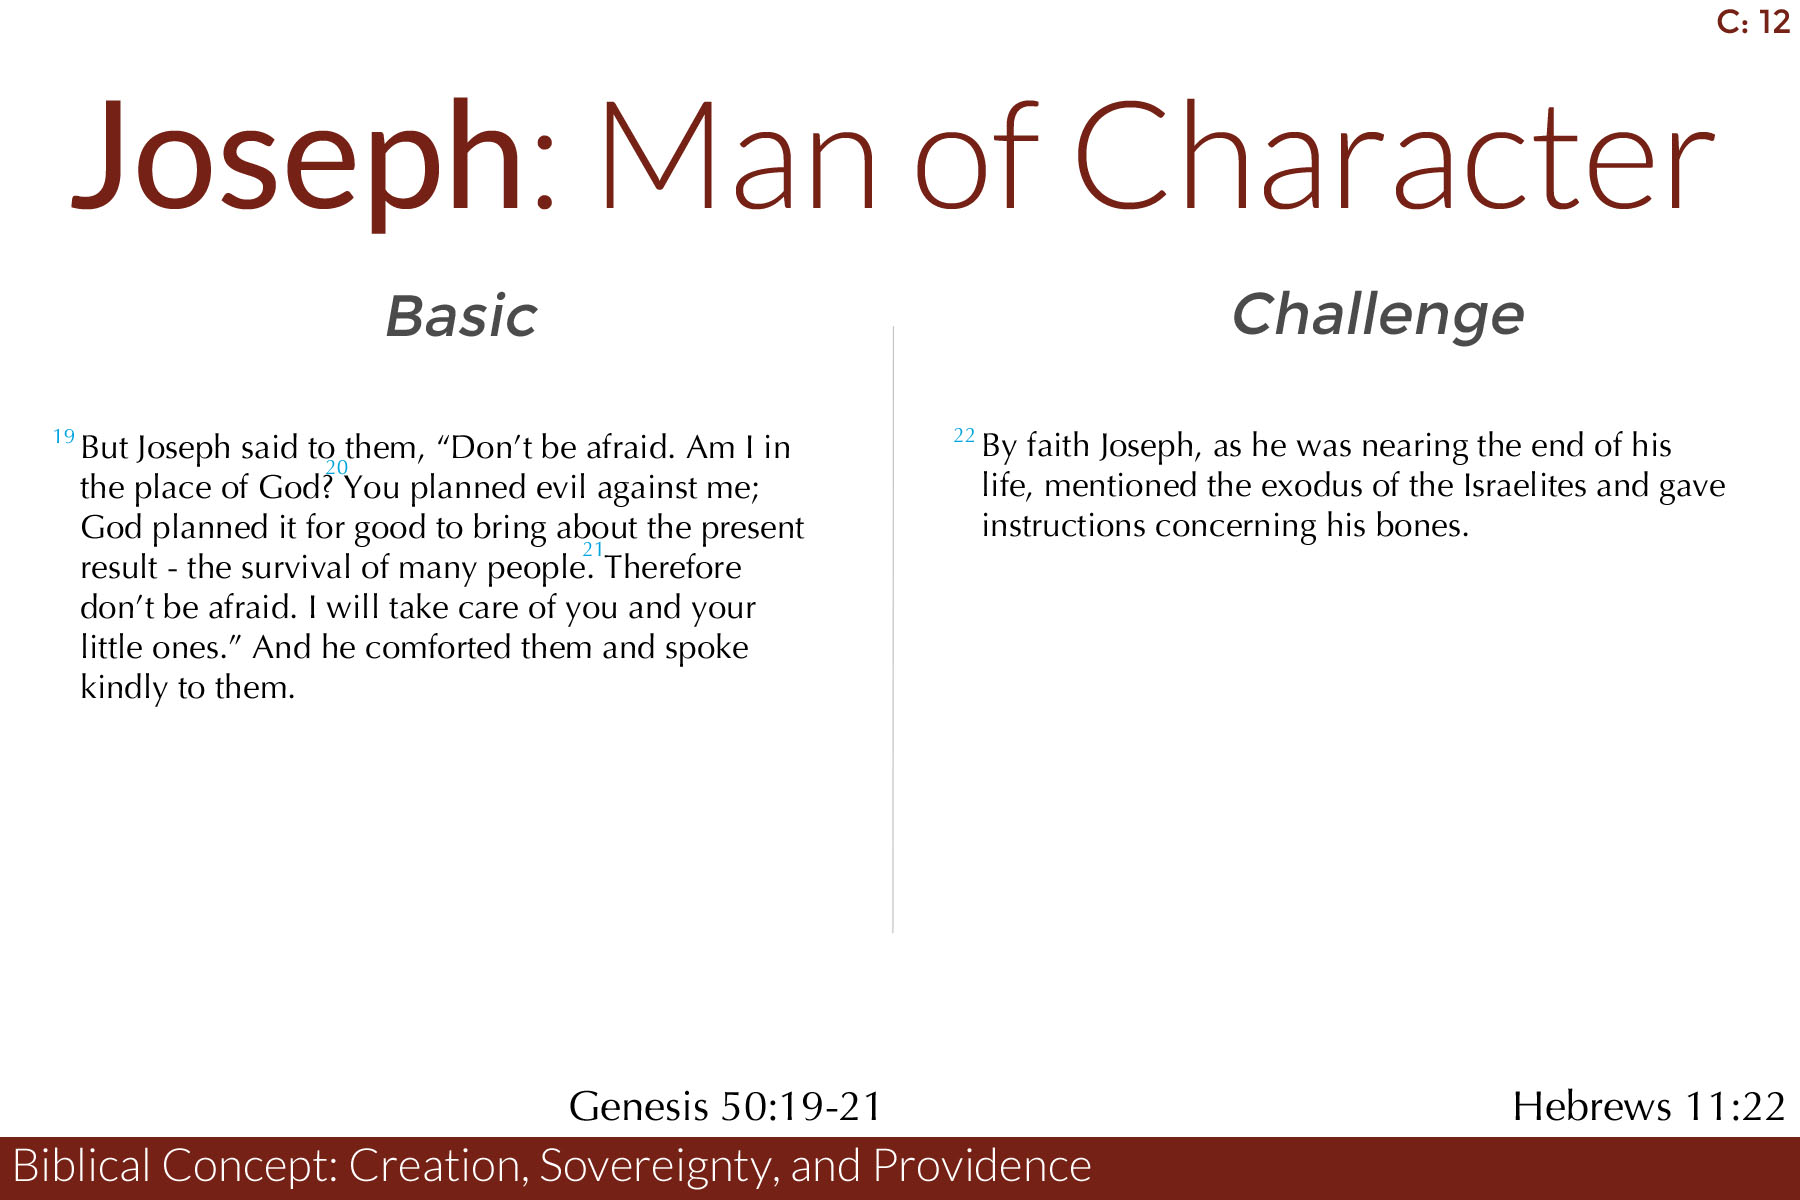 C: 12
Joseph: Man of Character
Basic
19 But Joseph said to them, “Don’t be afraid. Am I in
the place of God? 20 You planned evil against me;
God planned it for good to bring about the present
result - the survival of many people. 21 Therefore
don’t be afraid. I will take care of you and your
little ones.” And he comforted them and spoke
kindly to them.
Genesis 50:19-21
Challenge
22 By faith Joseph, as he was nearing the end of his
life, mentioned the exodus of the Israelites and gave
instructions concerning his bones.
Hebrews 11:22
Biblical Concept: Creation, Sovereignty, and Providence